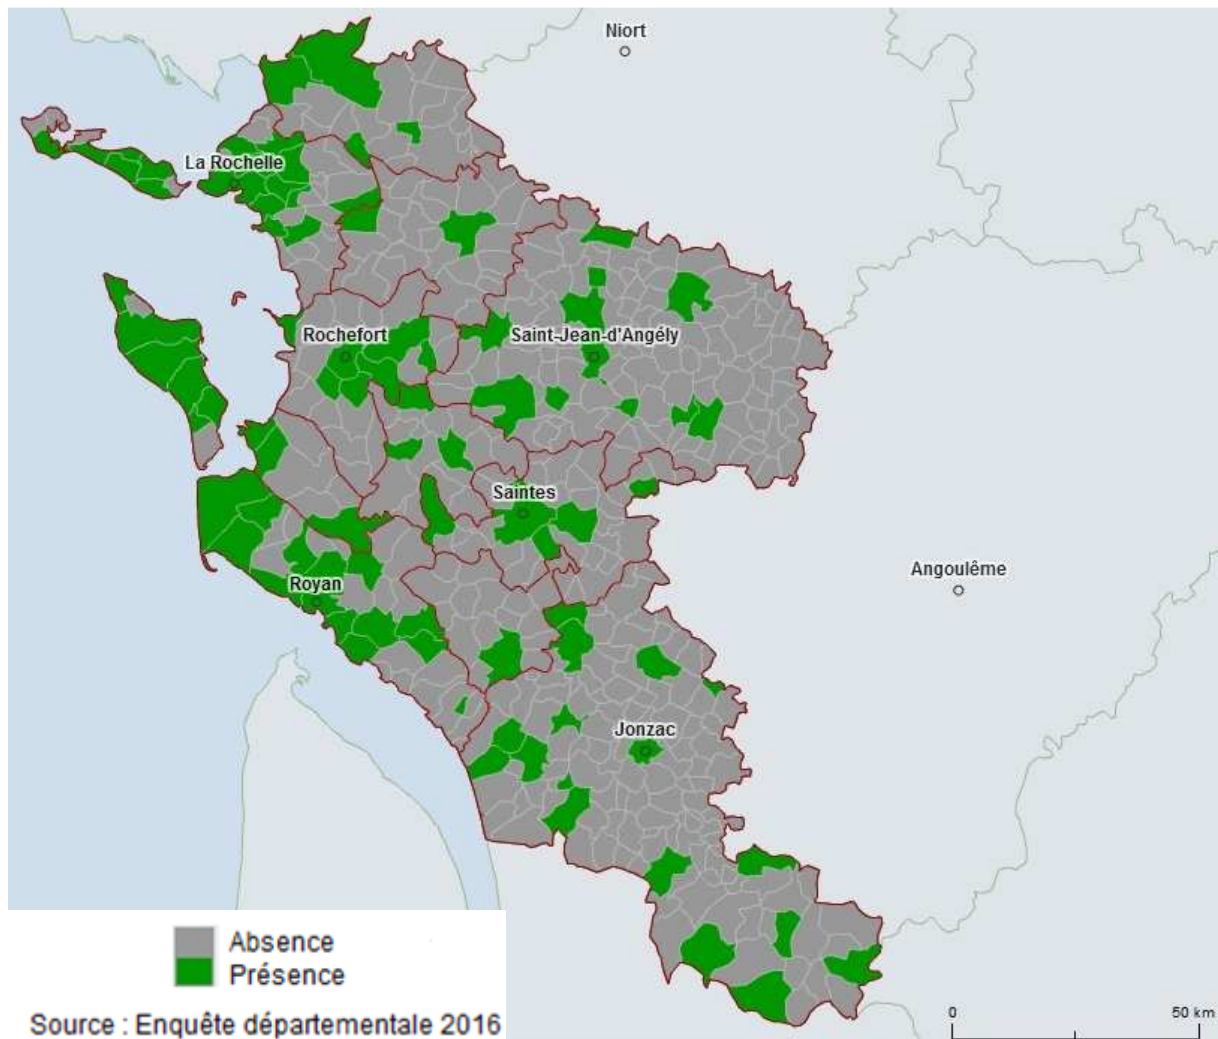 Niort
La Rochelle
Rochefort
Saint-Jean-d'Angély
Saintes
Angoulême
Royan
Jonzac
Absence
Présence
Source : Enquête départementale 2016
0 50 km